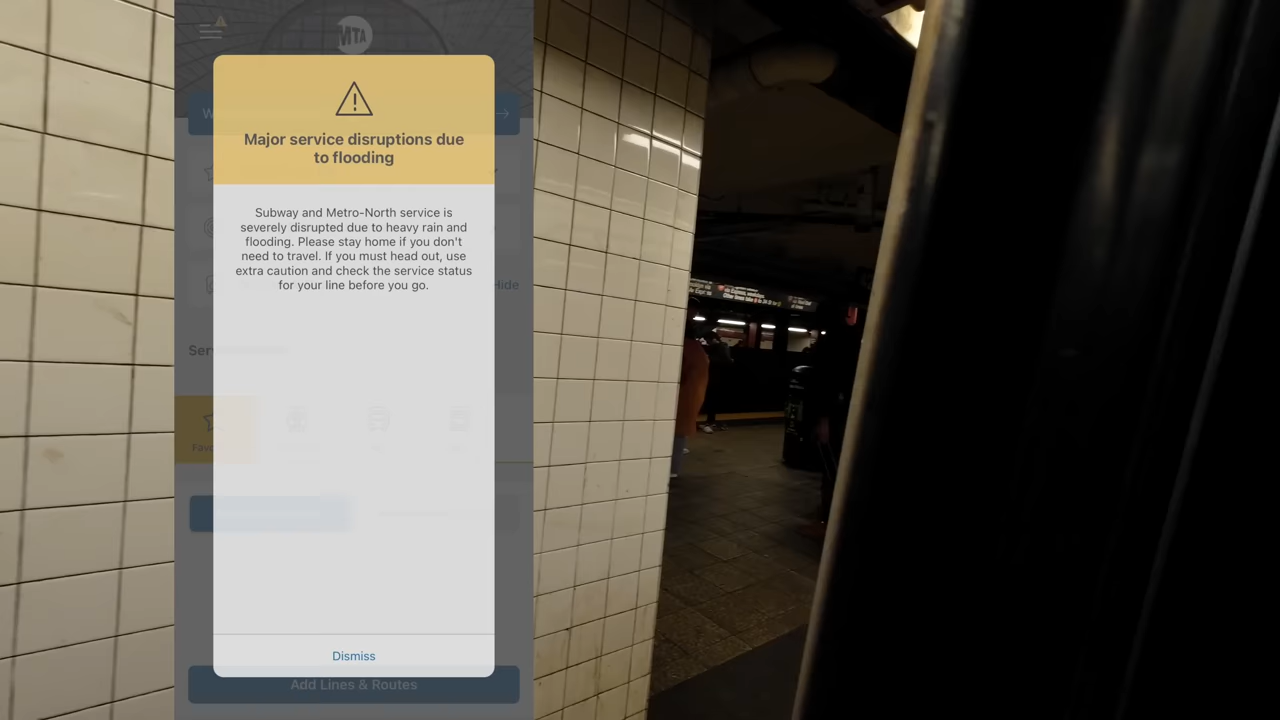 MTA
Major service disruptions due
to flooding
Subway and Metro-North service is
severely disrupted due to heavy rain and
flooding. Please stay home if you don't
need to travel. If you must head out, use
extra caution and check the service status
for your line before you go.
Hide
Dismiss
Add Lines & Routes